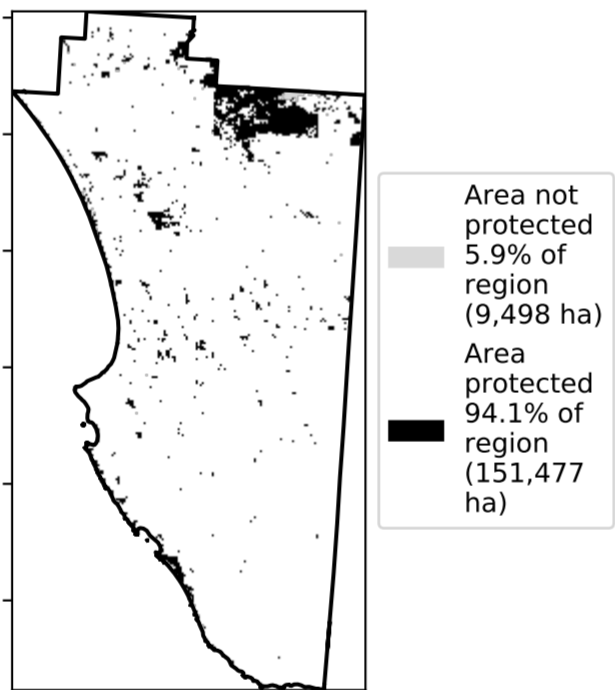 Area not
protected
5.9% of
region
(9,498 ha)
Area
protected
94.1% of
region
(151,477
ha)